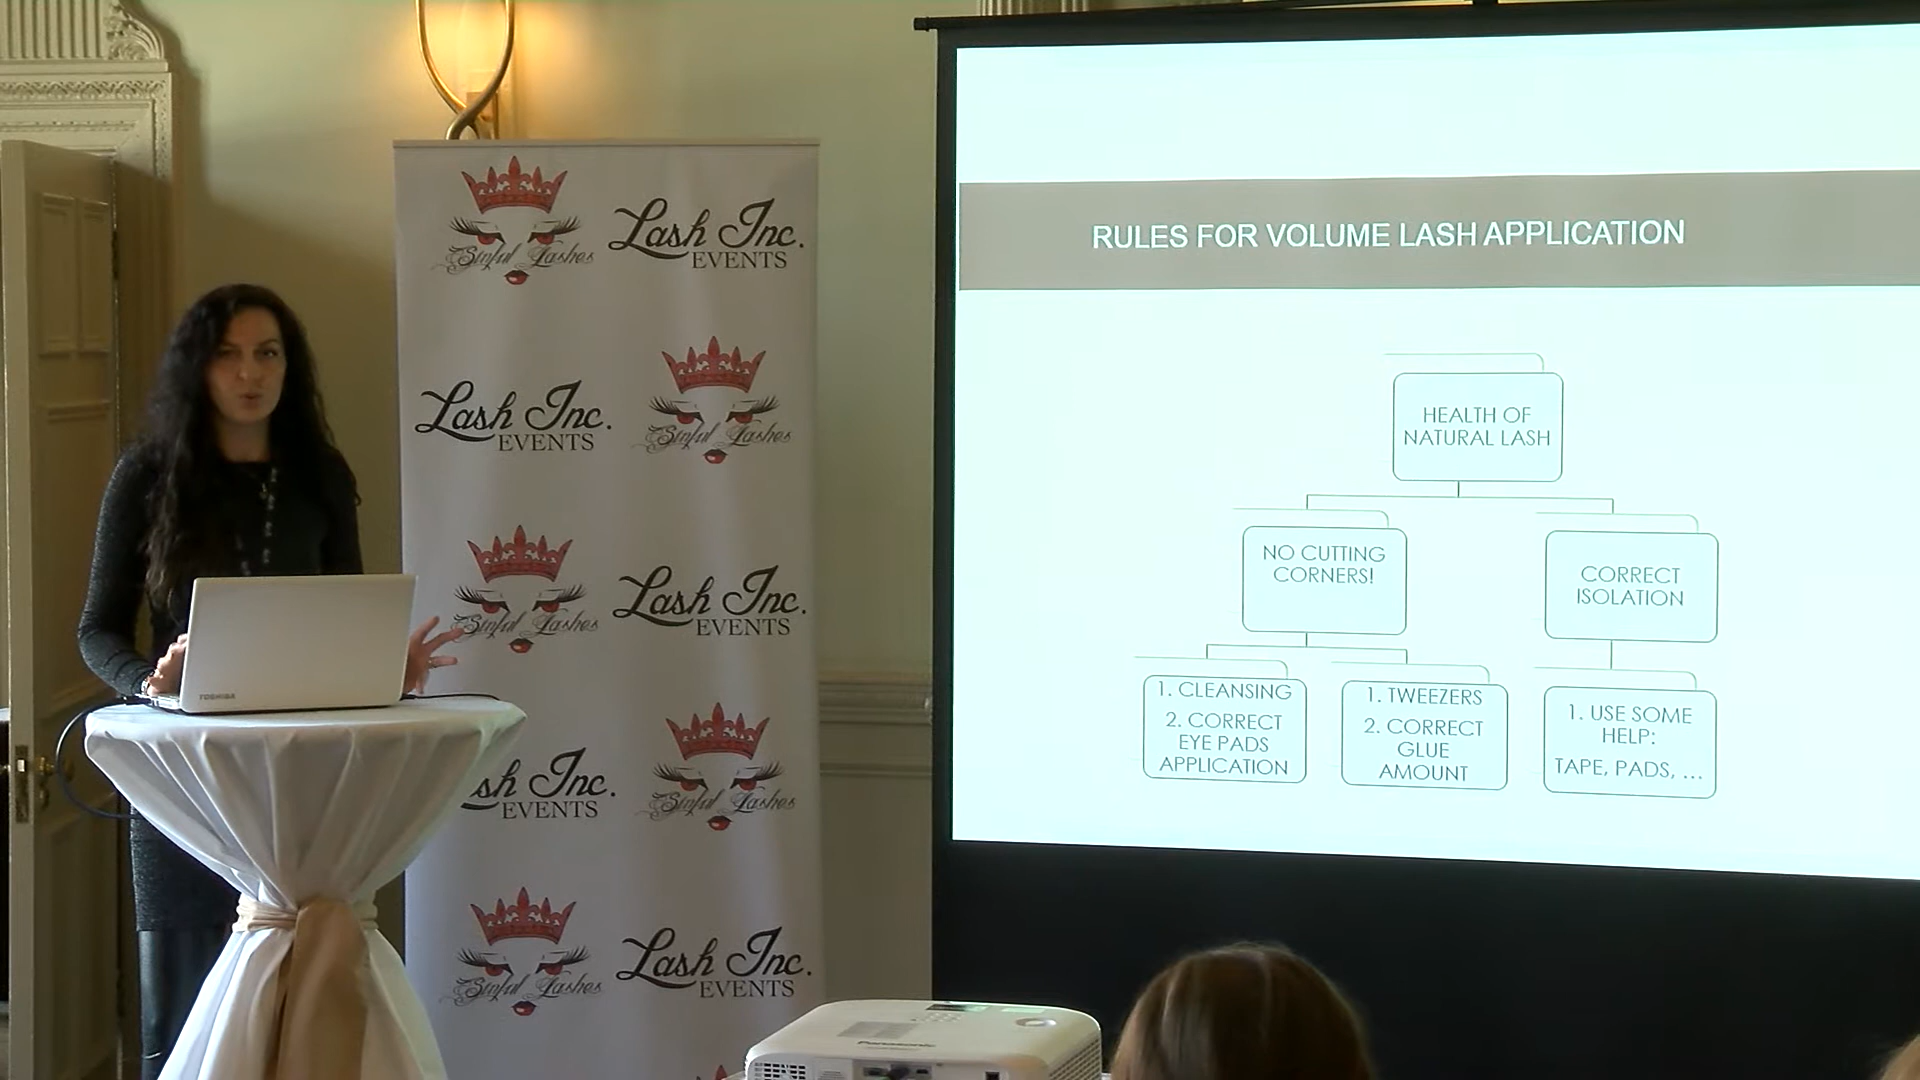 Sinful Lashes
Lash Inc.
EVENTS
Lash Inc.
EVENTS
Sinful Lashes
Sinful Lashes
Lash Inc.
EVENTS
sh Inc.
EVENTS
Sinful Lashes
Sinful Lashes
Lash Inc.
EVENTS
TOSHIBA
Panasonic
RULES FOR VOLUME LASH APPLICATION
HEALTH OF
NATURAL LASH
NO CUTTING
CORNERS!
CORRECT
ISOLATION
1. CLEANSING
2. CORRECT
EYE PADS
APPLICATION
1. TWEEZERS
2. CORRECT
GLUE
AMOUNT
1. USE SOME
HELP:
TAPE, PADS, ...